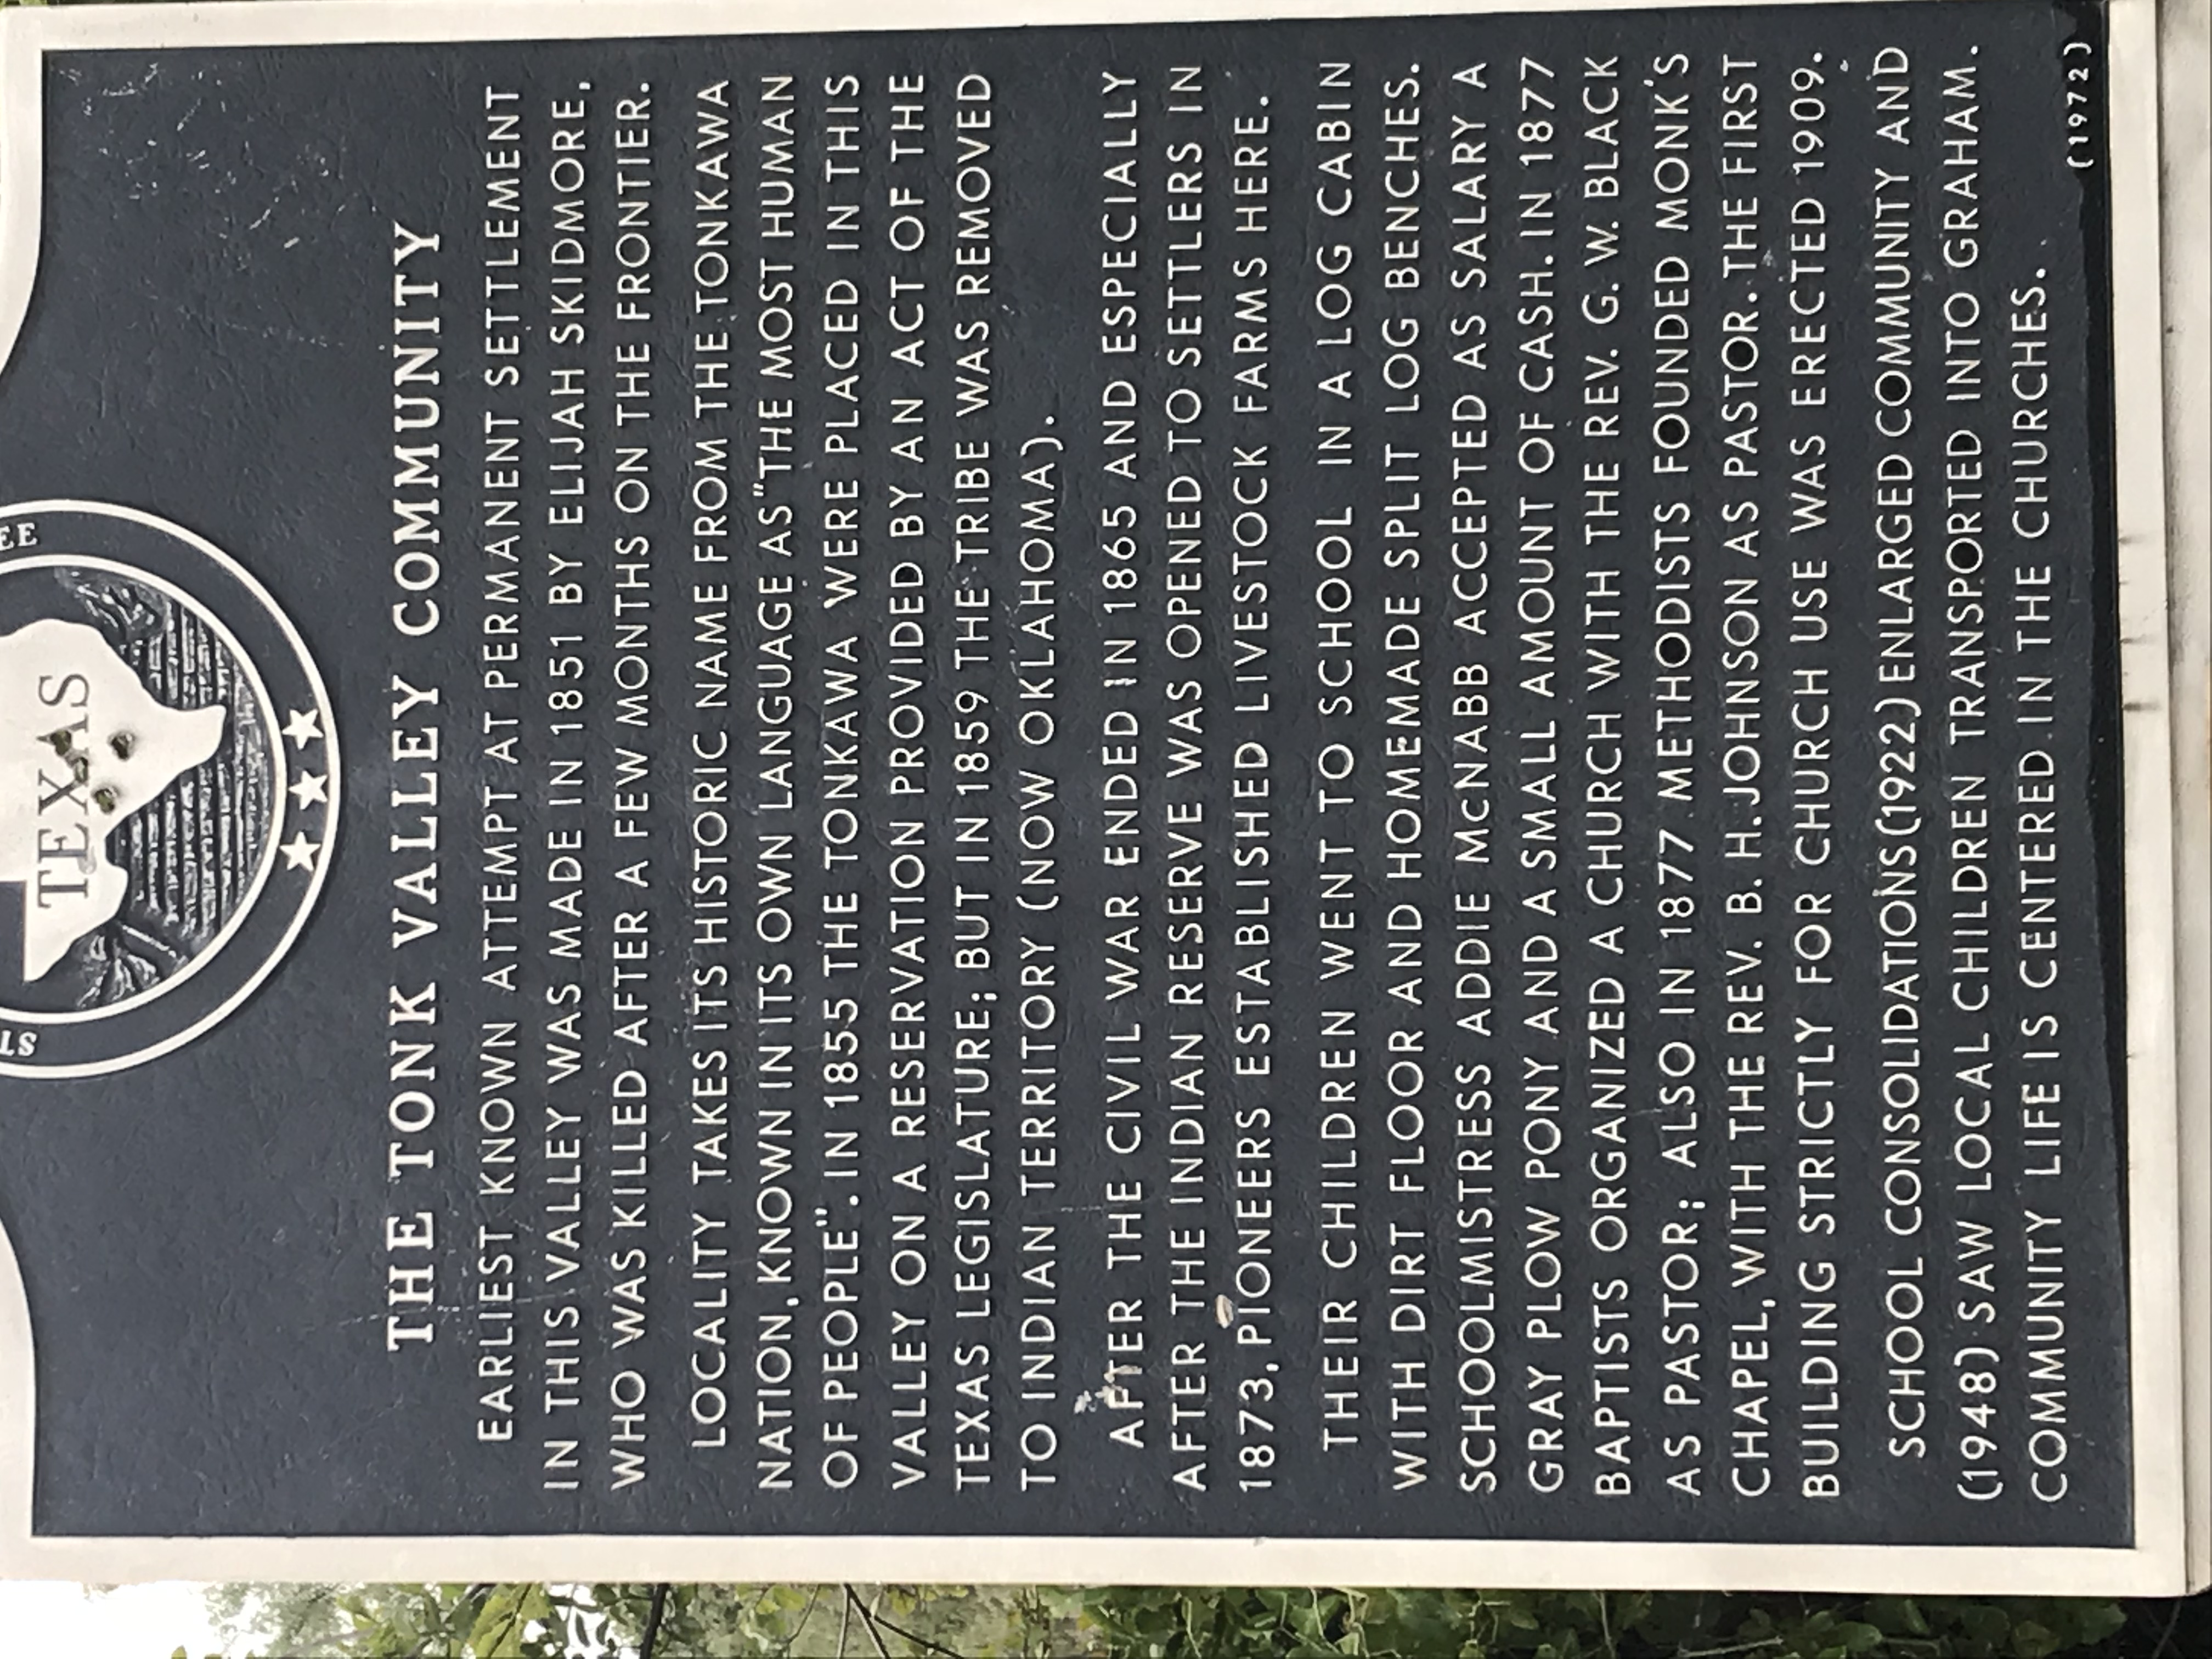 TEXAS
THE TONK VALLEY COMMUNITY
EARLIEST KNOWN ATTEMPT AT PERMANENT SETTLEMENT
IN THIS VALLEY WAS MADE IN 1851 BY ELIJAH SKIDMORE,
WHO WAS KILLED AFTER A FEW MONTHS ON THE FRONTIER.
LOCALITY TAKES ITS HISTORIC NAME FROM THE TONKAWA
NATION, KNOWN IN ITS OWN LANGUAGE AS "THE MOST HUMAN
OF PEOPLE". IN 1855 THE TONKAWA WERE PLACED IN THIS
VALLEY ON A RESERVATION PROVIDED BY AN ACT OF THE
TEXAS LEGISLATURE; BUT IN 1859 THE TRIBE WAS REMOVED
TO INDIAN TERRITORY (NOW OKLAHOMA).
AFTER THE CIVIL WAR ENDED IN 1865 AND ESPECIALLY
AFTER THE INDIAN RESERVE WAS OPENED TO SETTLERS IN
1873, PIONEERS ESTABLISHED LIVESTOCK FARMS HERE.
THEIR CHILDREN WENT TO SCHOOL IN A LOG CABIN
WITH DIRT FLOOR AND HOMEMADE SPLIT LOG BENCHES.
SCHOOLMISTRESS ADDIE McNABB ACCEPTED AS SALARY A
GRAY PLOW PONY AND A SMALL AMOUNT OF CASH. IN 1877
BAPTISTS ORGANIZED A CHURCH WITH THE REV. G. W. BLACK
AS PASTOR; ALSO IN 1877 METHODISTS FOUNDED MONK'S
CHAPEL, WITH THE REV. B. H. JOHNSON AS PASTOR. THE FIRST
BUILDING STRICTLY FOR CHURCH USE WAS ERECTED 1909.
SCHOOL CONSOLIDATIONS (1922) ENLARGED COMMUNITY AND
(1948) SAW LOCAL CHILDREN TRANSPORTED INTO GRAHAM.
COMMUNITY LIFE IS CENTERED IN THE CHURCHES.
(1972)